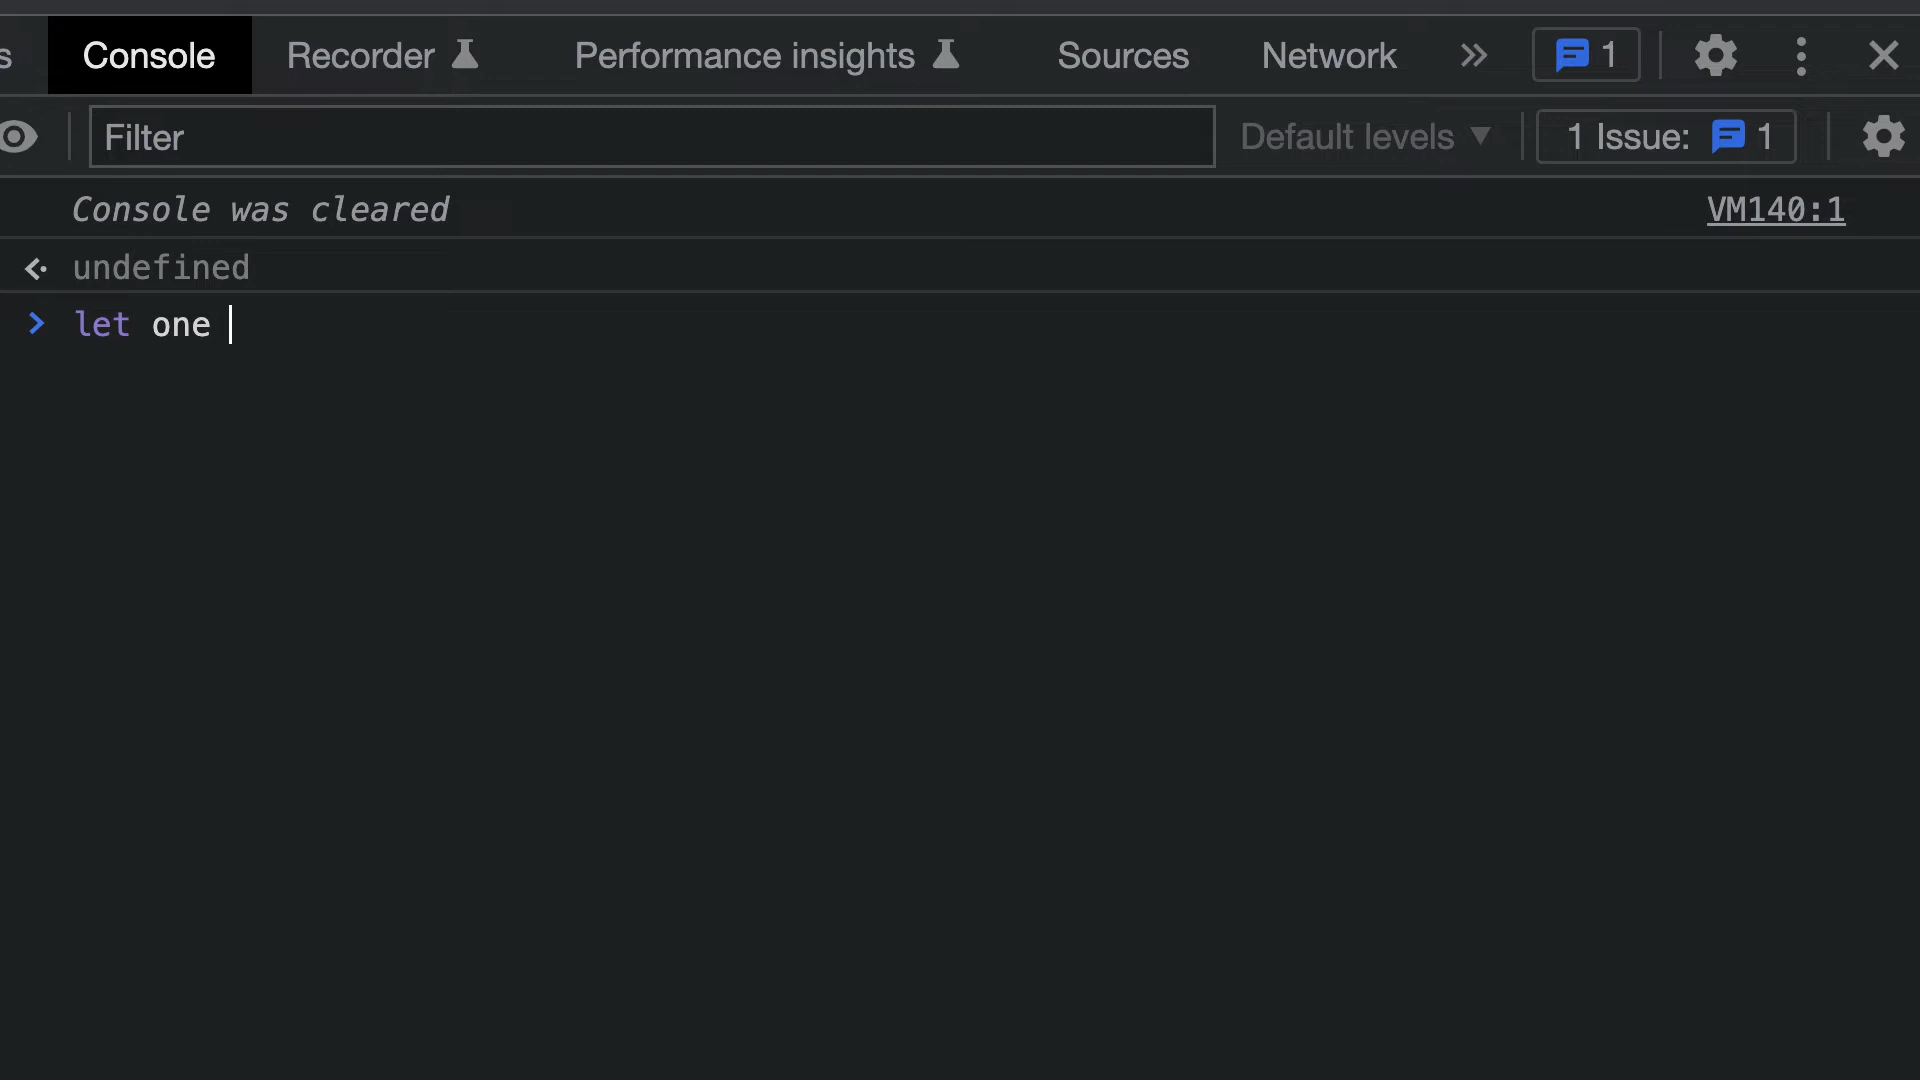 s Console Recorder Performance insights Sources Network » 1
Filter Default levels ▼ 1 Issue: 1
Console was cleared VM140:1
undefined
> let one